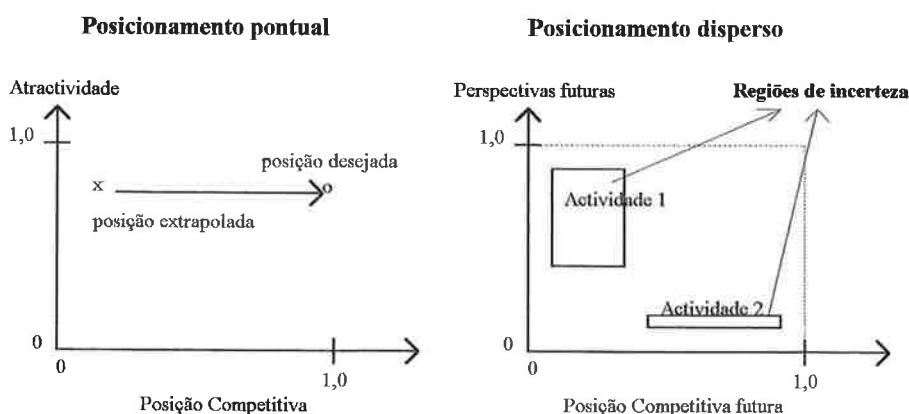 Posicionamento pontual
Atractividade
1,0
posição desejada
x
o
posição extrapolada
0
0
1,0
Posição Competitiva
Posicionamento disperso
Perspectivas futuras
Regiões de incerteza
1,0
Actividade 1
Actividade 2
0
0
1,0
Posição Competitiva futura